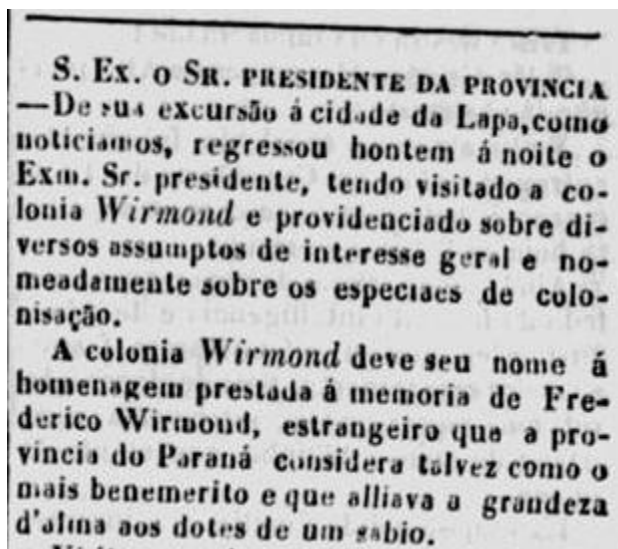 S. Ex. o Sr. PRESIDENTE DA PROVINCIA
—De sua excursão á cidade da Lapa, como
noticiamos, regressou hontem á noite o
Exm. Sr. presidente, tendo visitado a co-
lonia Wirmond e providenciado sobre di-
versos assumptos de interesse geral e no-
meadamente sobre os especiaes de colo-
nisação.
A colonia Wirmond deve seu nome á
homenagem prestada á memoria de Fre-
derico Wirmond, estrangeiro que a pro-
vincia do Paraná considera talvez como o
mais benemerito e que alliava a grandeza
d'alma aos dotes de um sabio.